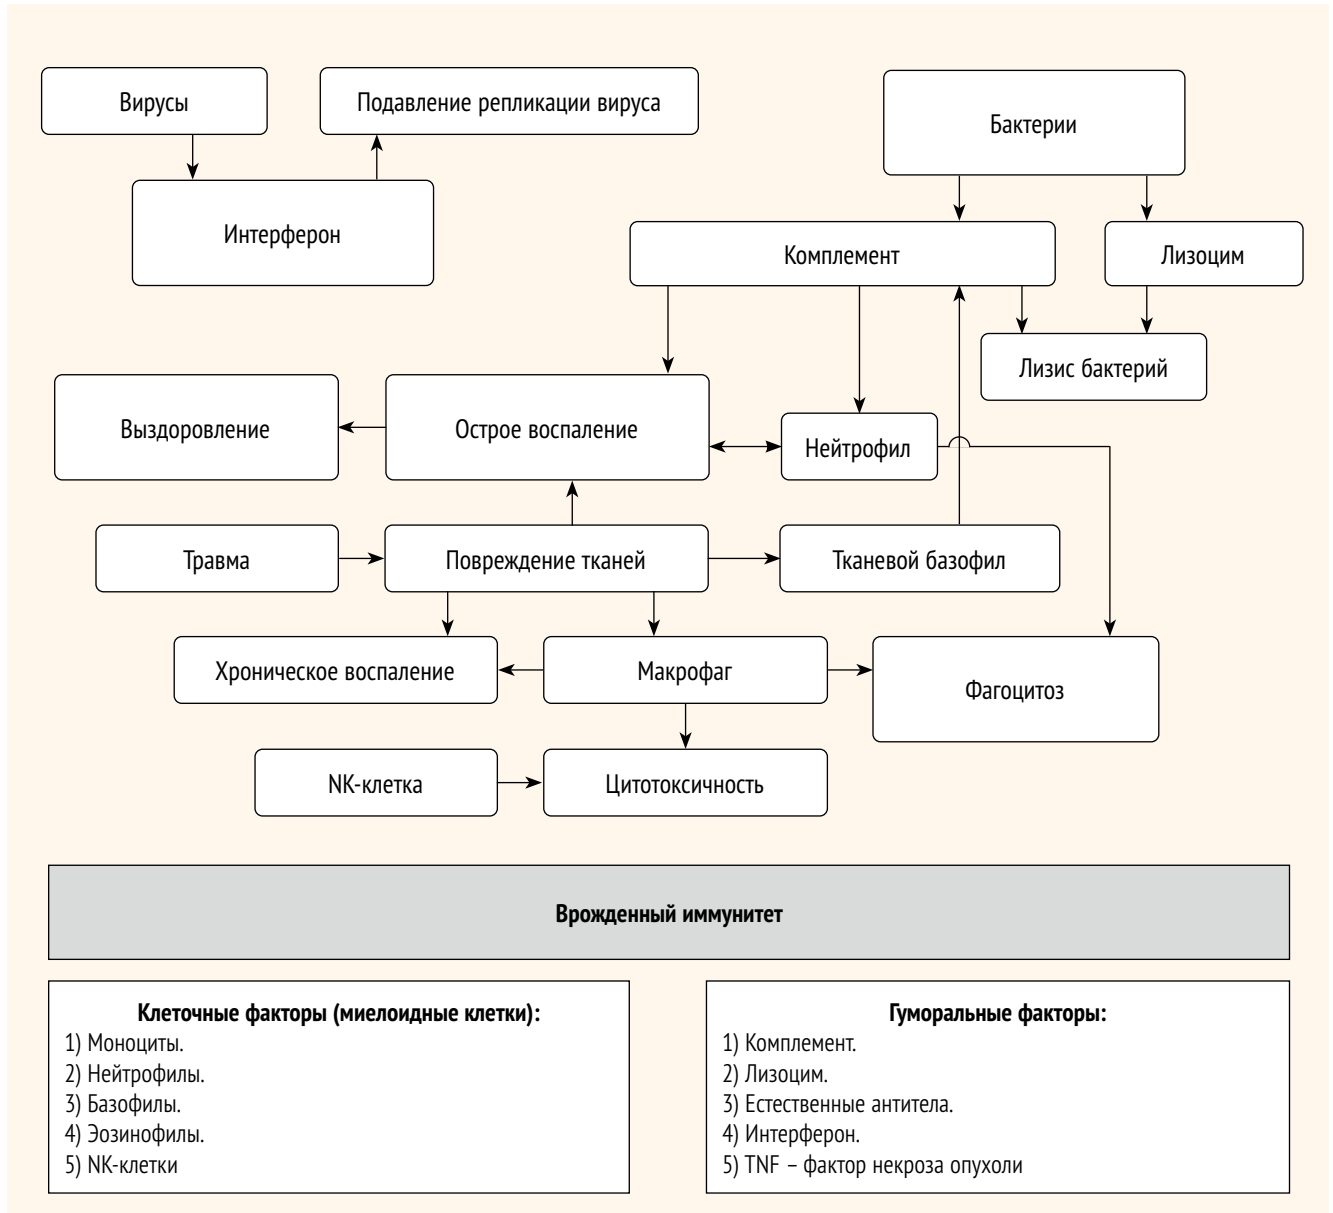 Вирусы
Подавление репликации вируса
Бактерии
Интерферон
Комплемент
Лизоцим
Лизис бактерий
Выздоровление
Острое воспаление
Нейтрофил
Травма
Повреждение тканей
Тканевой базофил
Хроническое воспаление
Макрофаг
Фагоцитоз
NK-клетка
Цитотоксичность
Врожденный иммунитет
Клеточные факторы (миелоидные клетки):
1) Моноциты.
2) Нейтрофилы.
3) Базофилы.
4) Эозинофилы.
5) NK-клетки
Гуморальные факторы:
1) Комплемент.
2) Лизоцим.
3) Естественные антитела.
4) Интерферон.
5) TNF – фактор некроза опухоли